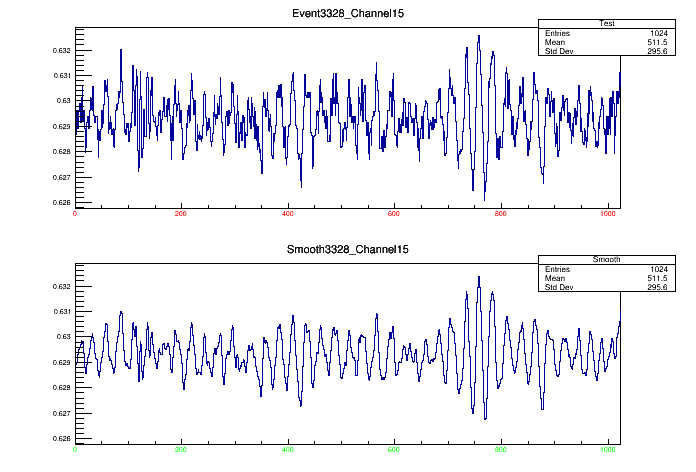 Event3328_Channel15
Test
Entries 1024
Mean 511.5
Std Dev 295.6
0.632
0.631
0.63
0.629
0.628
0.627
0.626
0 200 400 600 800 1000
Smooth3328_Channel15
Smooth
Entries 1024
Mean 511.5
Std Dev 295.6
0.632
0.631
0.63
0.629
0.628
0.627
0.626
0 200 400 600 800 1000